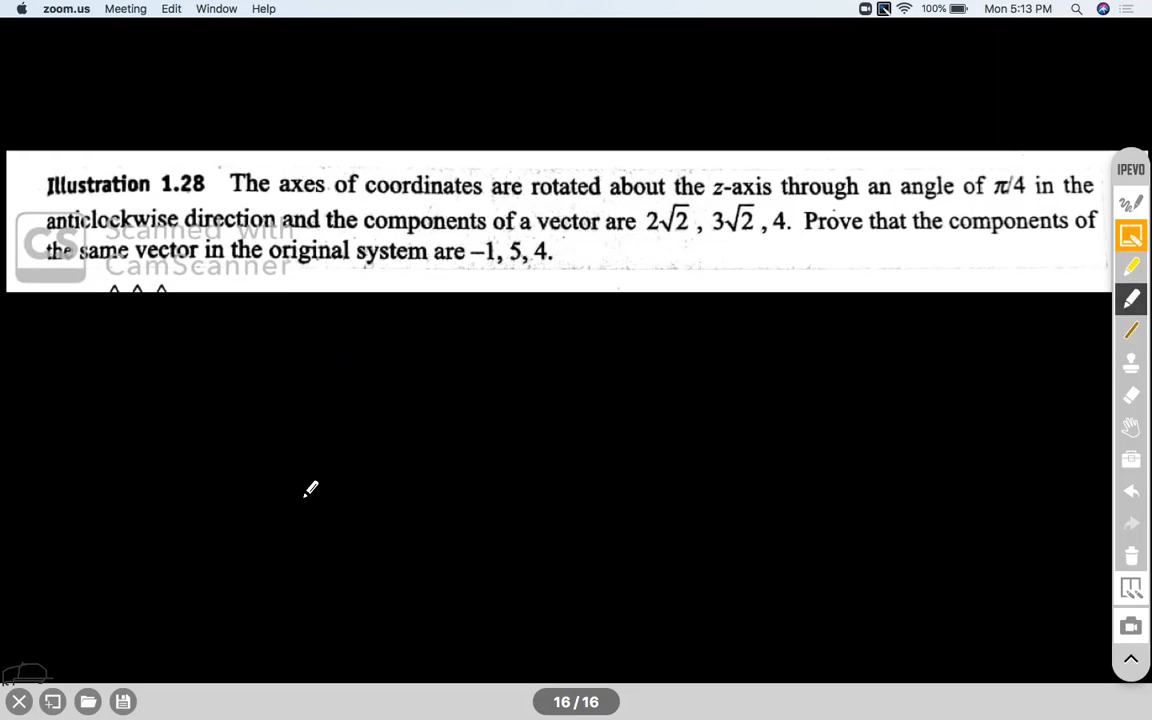 zoom.us Meeting Edit Window Help 100% Mon 5:13 PM
Illustration 1.28 The axes of coordinates are rotated about the z-axis through an angle of π/4 in the
anticlockwise direction and the components of a vector are 2√2 , 3√2 , 4. Prove that the components of
the same vector in the original system are −1, 5, 4.
CS
Scanned with
CamScanner
IPEVO
16 / 16